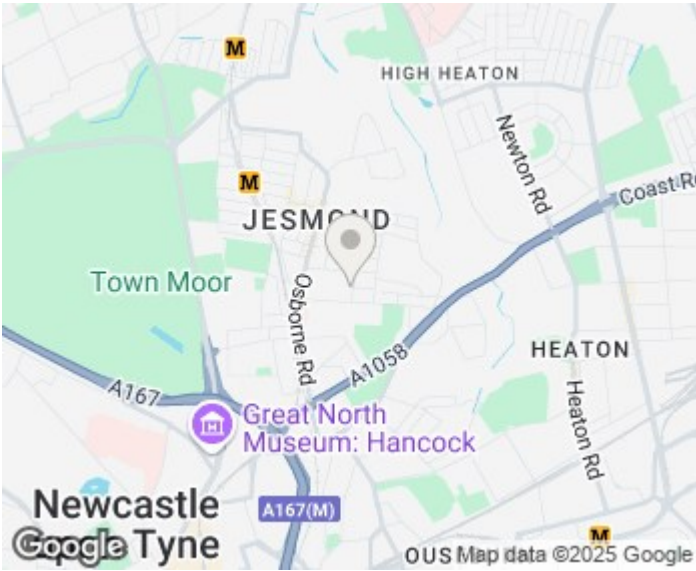 M
HIGH HEATON
Newton Rd
M
Coast R
JESMOND
Town Moor
Osborne Rd
HEATON
A1058
A167
Heaton Rd
Great North
Museum: Hancock
Newcastle
A167(M)
M
Google
Tyne
OUS
Map data ©2025 Google